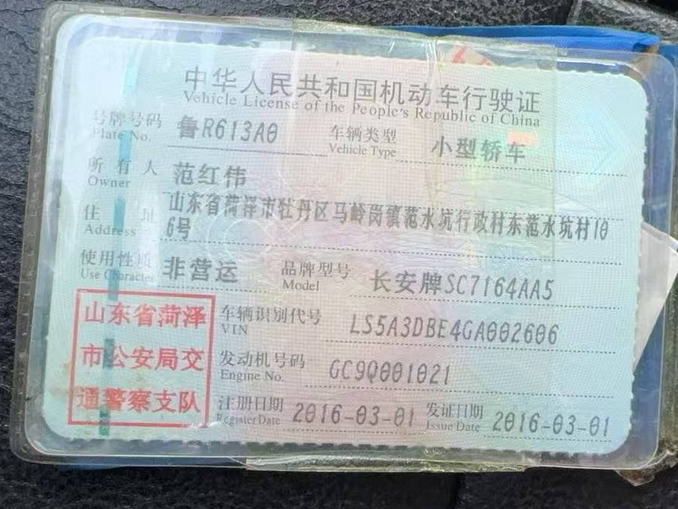 中华人民共和国机动车行驶证
Vehicle License of the People's Republic of China
号牌号码 鲁R613A0 车辆类型 小型轿车
Plate No. Vehicle Type
所有人 范红伟
Owner
住址 山东省菏泽市牡丹区马岭岗镇范水坑行政村东范水坑村10
Address 6号
使用性质 非营运 品牌型号 长安牌SC7164AA5
Use Character Model
山东省菏泽 车辆识别代号 LS5A3DBE4GA002606
VIN
市公安局交 发动机号码 GC9Q001021
Engine No.
通警察支队 注册日期 2016-03-01 发证日期 2016-03-01
Register Date Issue Date